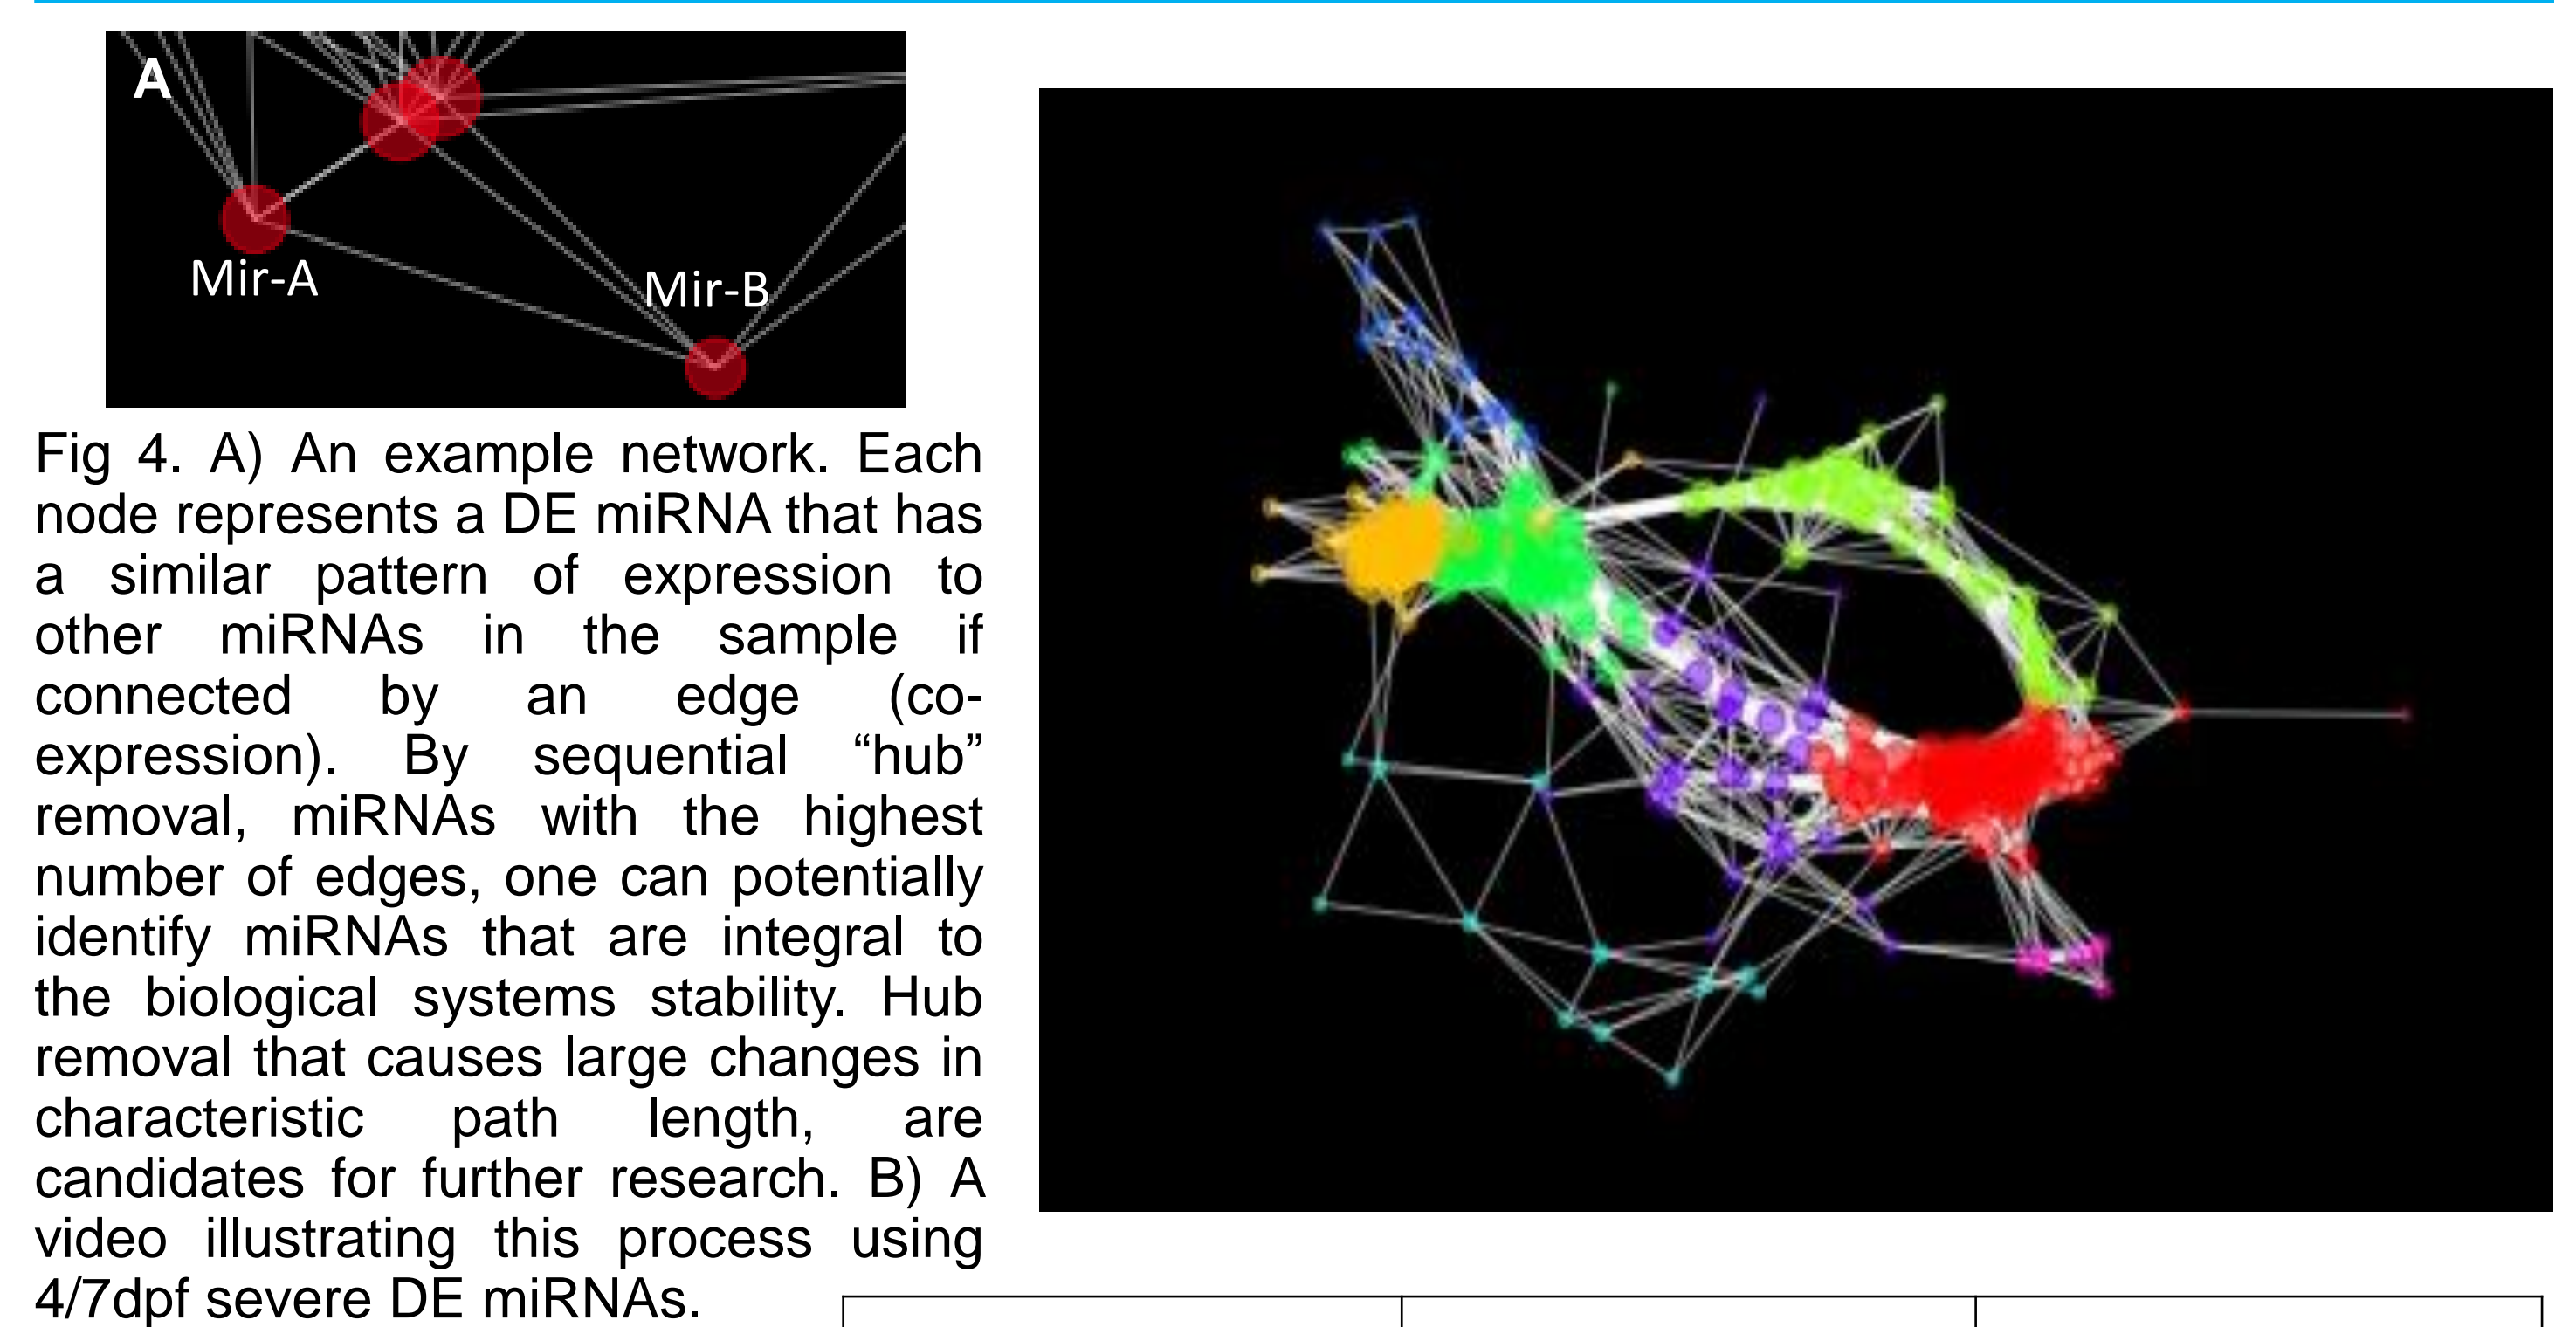 A
Mir-A
Mir-B
Fig 4. A) An example network. Each
node represents a DE miRNA that has
a similar pattern of expression to
other miRNAs in the sample if
connected by an edge (co-
expression). By sequential “hub”
removal, miRNAs with the highest
number of edges, one can potentially
identify miRNAs that are integral to
the biological systems stability. Hub
removal that causes large changes in
characteristic path length, are
candidates for further research. B) A
video illustrating this process using
4/7dpf severe DE miRNAs.